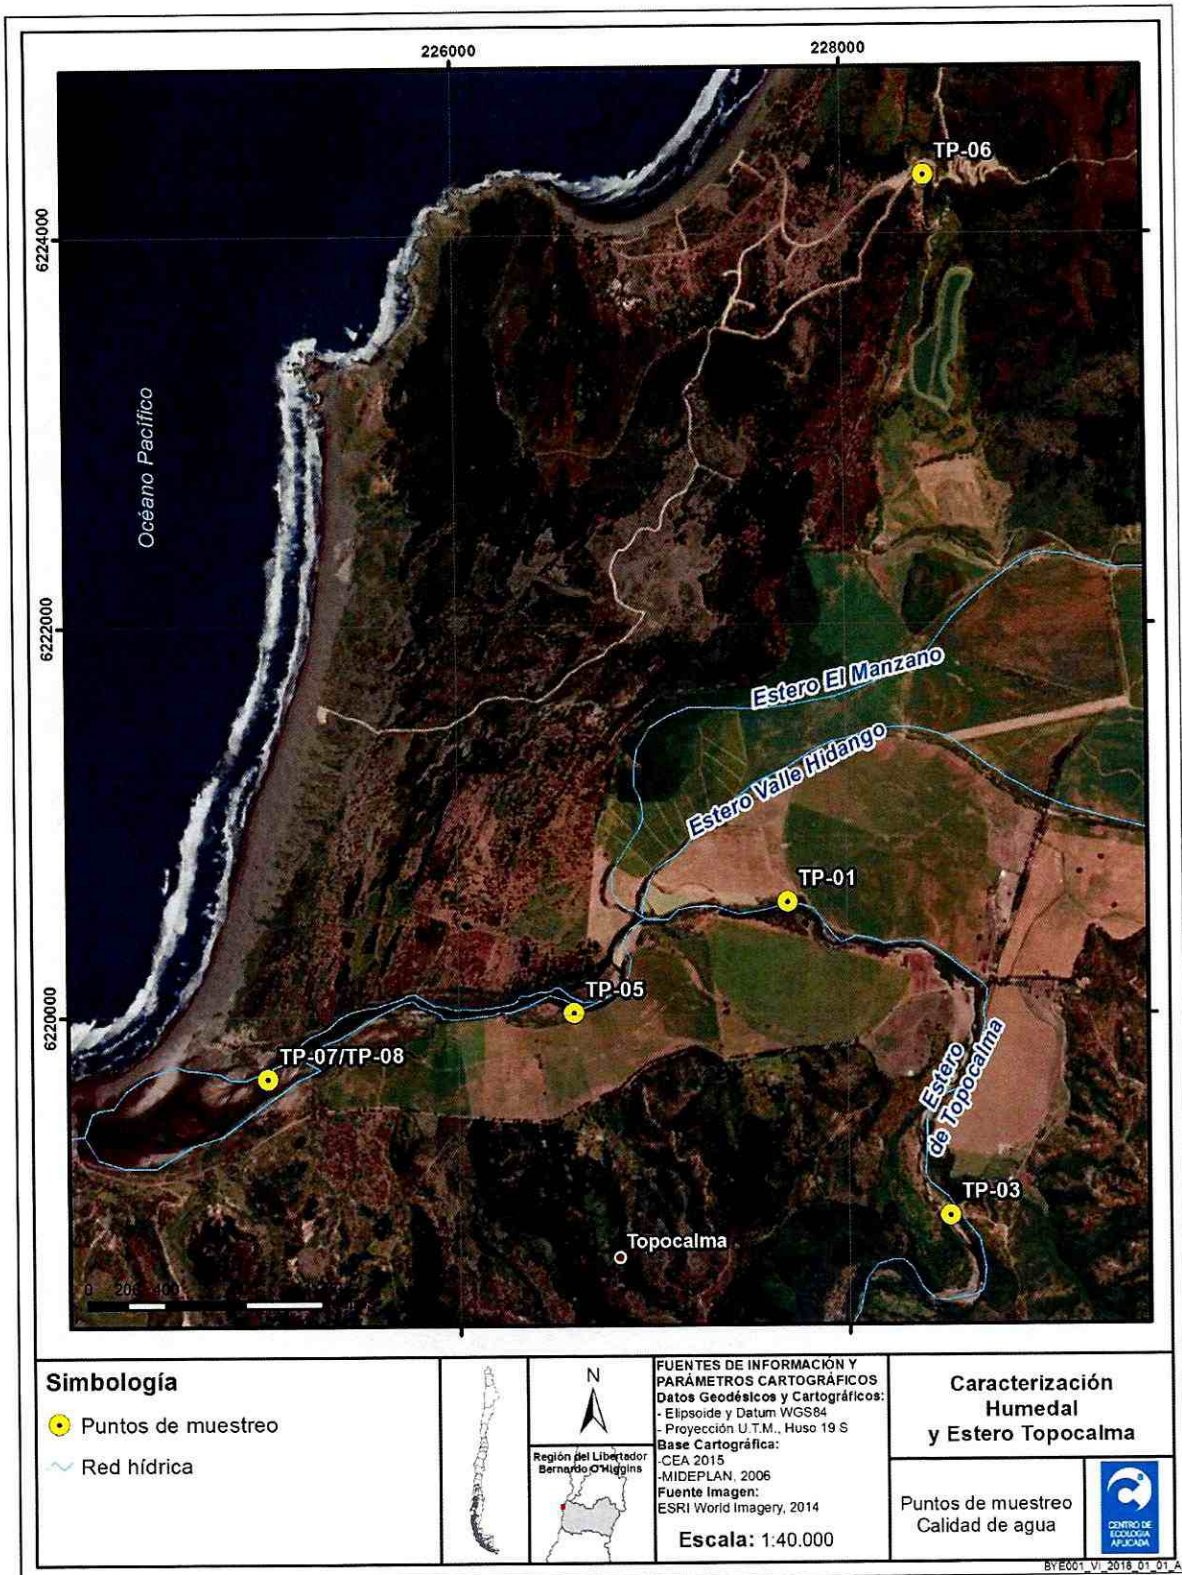 226000
228000
6224000
6222000
6220000
Océano Pacífico
TP-06
Estero El Manzano
Estero Valle Hidango
TP-01
TP-05
TP-07/TP-08
Estero
de Topocalma
TP-03
Topocalma
0 200 400
Simbología
Puntos de muestreo
Red hídrica
N
Región del Libertador
Bernardo O'Higgins
FUENTES DE INFORMACIÓN Y
PARÁMETROS CARTOGRÁFICOS
Datos Geodésicos y Cartográficos:
- Elipsoide y Datum WGS84
- Proyección U.T.M., Huso 19 S
Base Cartográfica:
-CEA 2015
-MIDEPLAN, 2006
Fuente Imagen:
ESRI World Imagery, 2014
Escala: 1:40.000
Caracterización
Humedal
y Estero Topocalma
Puntos de muestreo
Calidad de agua
CENTRO DE
ECOLOGÍA
APLICADA
BYE001_VI_2018_01_01_A